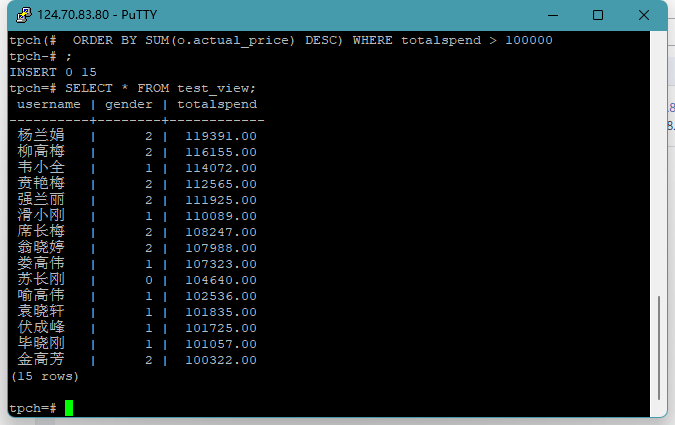 124.70.83.80 - PuTTY
tpch(#  ORDER BY SUM(o.actual_price) DESC) WHERE totalspend > 100000
tpch-# ;
INSERT 0 15
tpch=# SELECT * FROM test_view;
 username | gender | totalspend
----------+--------+------------
 杨兰娟   |      2 |  119391.00
 柳高梅   |      2 |  116155.00
 韦小全   |      1 |  114072.00
 贲艳梅   |      2 |  112565.00
 强兰丽   |      2 |  111925.00
 滑小刚   |      1 |  110089.00
 席长梅   |      2 |  108247.00
 翁晓婷   |      2 |  107988.00
 娄高伟   |      1 |  107323.00
 苏长刚   |      0 |  104640.00
 喻高伟   |      1 |  102536.00
 袁晓轩   |      1 |  101835.00
 伏成峰   |      1 |  101725.00
 毕晓刚   |      1 |  101057.00
 金高芳   |      2 |  100322.00
(15 rows)
tpch=#